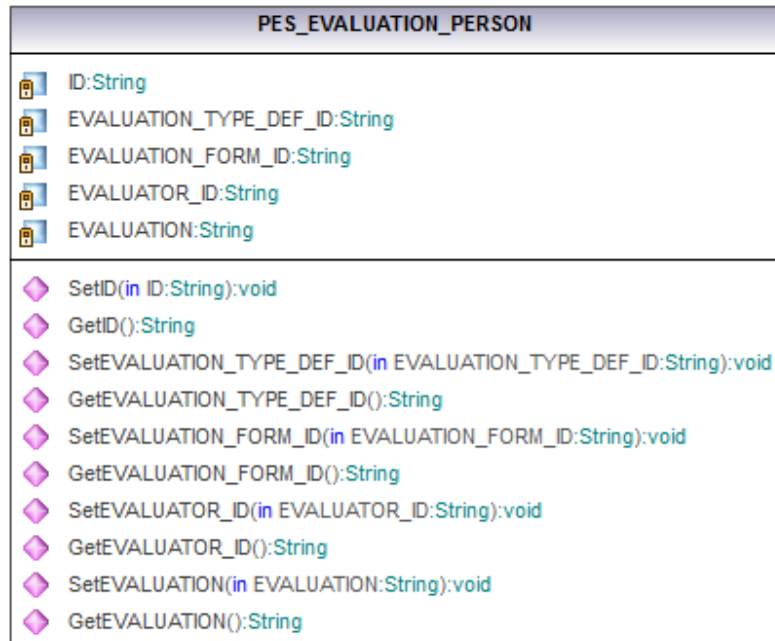 PES_EVALUATION_PERSON
ID:String
EVALUATION_TYPE_DEF_ID:String
EVALUATION_FORM_ID:String
EVALUATOR_ID:String
EVALUATION:String
SetID(in ID:String):void
GetID():String
SetEVALUATION_TYPE_DEF_ID(in EVALUATION_TYPE_DEF_ID:String):void
GetEVALUATION_TYPE_DEF_ID():String
SetEVALUATION_FORM_ID(in EVALUATION_FORM_ID:String):void
GetEVALUATION_FORM_ID():String
SetEVALUATOR_ID(in EVALUATOR_ID:String):void
GetEVALUATOR_ID():String
SetEVALUATION(in EVALUATION:String):void
GetEVALUATION():String